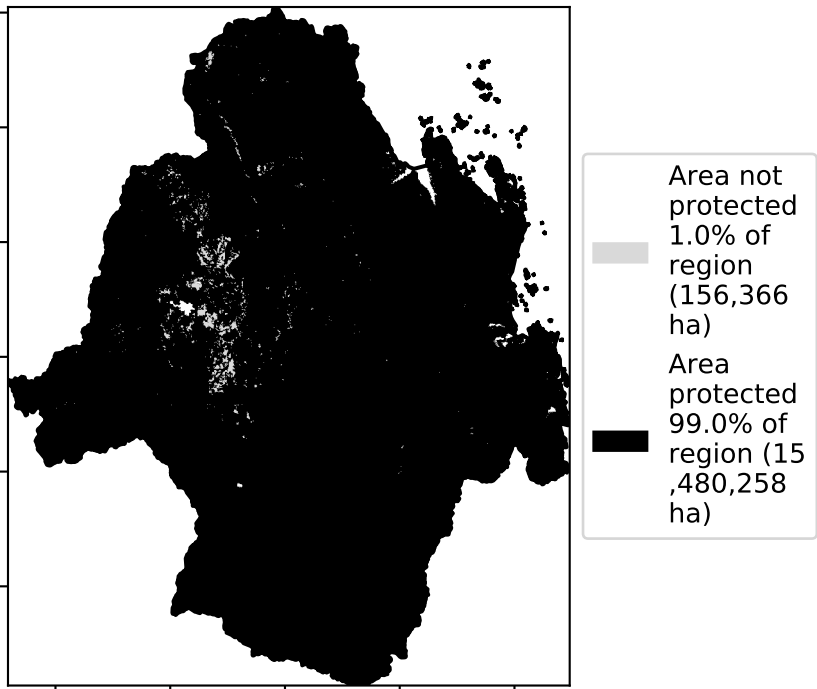 Area not
protected
1.0% of
region
(156,366
ha)
Area
protected
99.0% of
region (15
,480,258
ha)